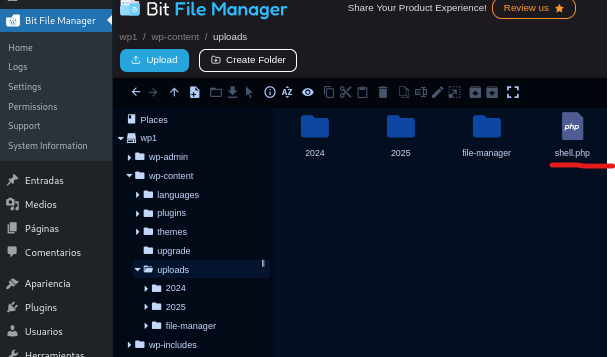 Bit File Manager
Home
Logs
Settings
Permissions
Support
System Information
Entradas
Medios
Páginas
Comentarios
Apariencia
Plugins
Usuarios
Herramientas
Bit File Manager
Share Your Product Experience!
Review us
wp1 / wp-content / uploads
Upload
Create Folder
Places
wp1
wp-admin
wp-content
languages
plugins
themes
upgrade
uploads
2024
2025
file-manager
wp-includes
2024
2025
file-manager
php
shell.php